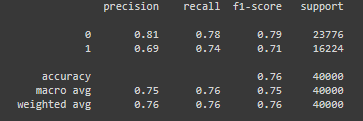 precision recall f1-score support
0 0.81 0.78 0.79 23776
1 0.69 0.74 0.71 16224
accuracy 0.76 40000
macro avg 0.75 0.76 0.75 40000
weighted avg 0.76 0.76 0.76 40000